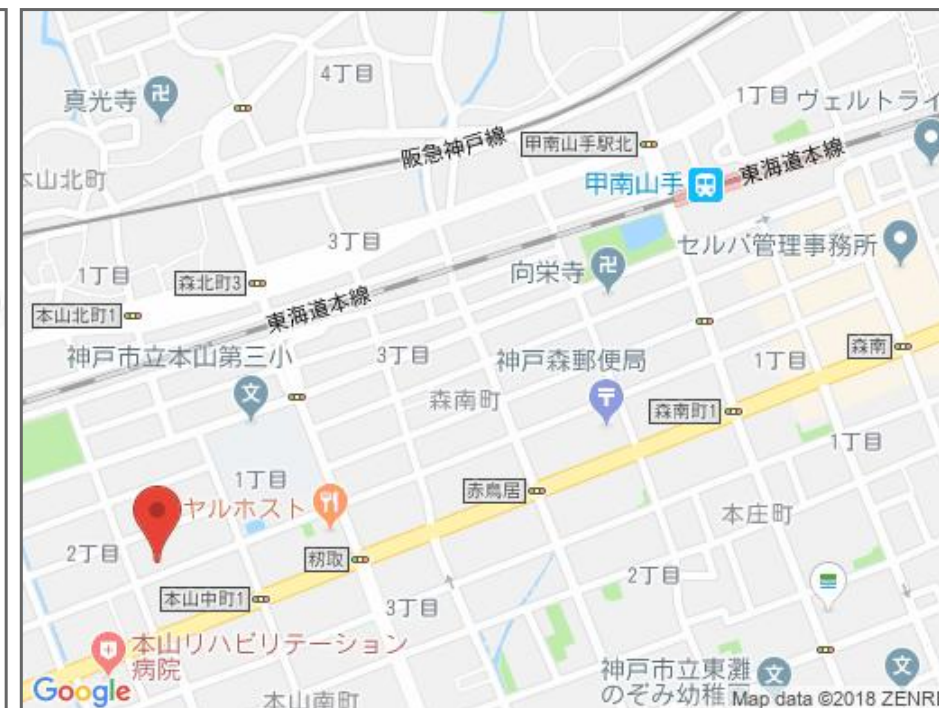 4丁目
真光寺
1丁目
ヴェルトライ
阪急神戸線
甲南山手駅北
東海道本線
本山北町
甲南山手
3丁目
セルバ管理事務所
1丁目
森北町3
向栄寺
本山北町1
東海道本線
神戸市立本山第三小
文
3丁目
神戸森郵便局
1丁目
森南
森南町
森南町1
1丁目
1丁目
赤鳥居
ヤルホスト
本庄町
2丁目
籾取
2丁目
本山中町1
3丁目
本山リハビリテーション
病院
神戸市立東灘
のぞみ幼稚
文
文
本山南町
Google
Map data ©2018 ZENRI